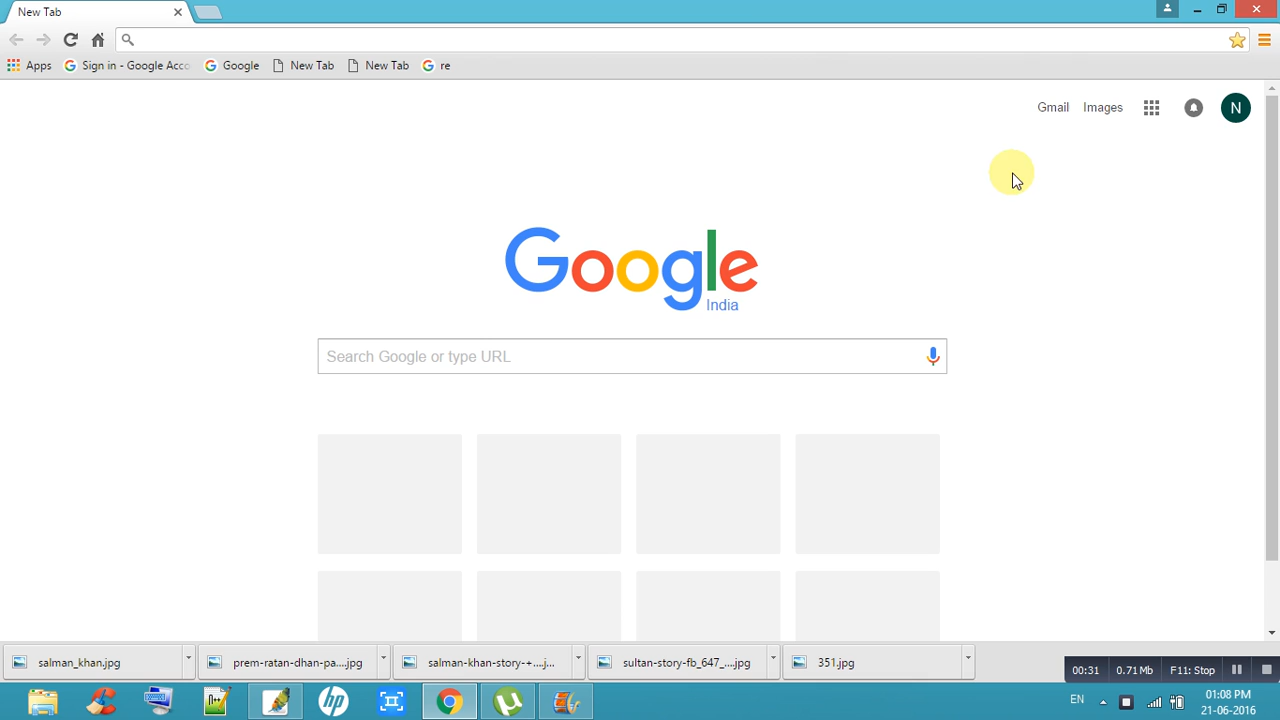 New Tab
Apps
Sign in - Google Acco
Google
New Tab
New Tab
re
Gmail
Images
N
Google
India
Search Google or type URL
salman_khan.jpg
prem-ratan-dhan-pa....jpg
salman-khan-story-+....j...
sultan-story-fb_647_...jpg
351.jpg
00:31
0.71 Mb
F11: Stop
EN
01:08 PM
21-06-2016